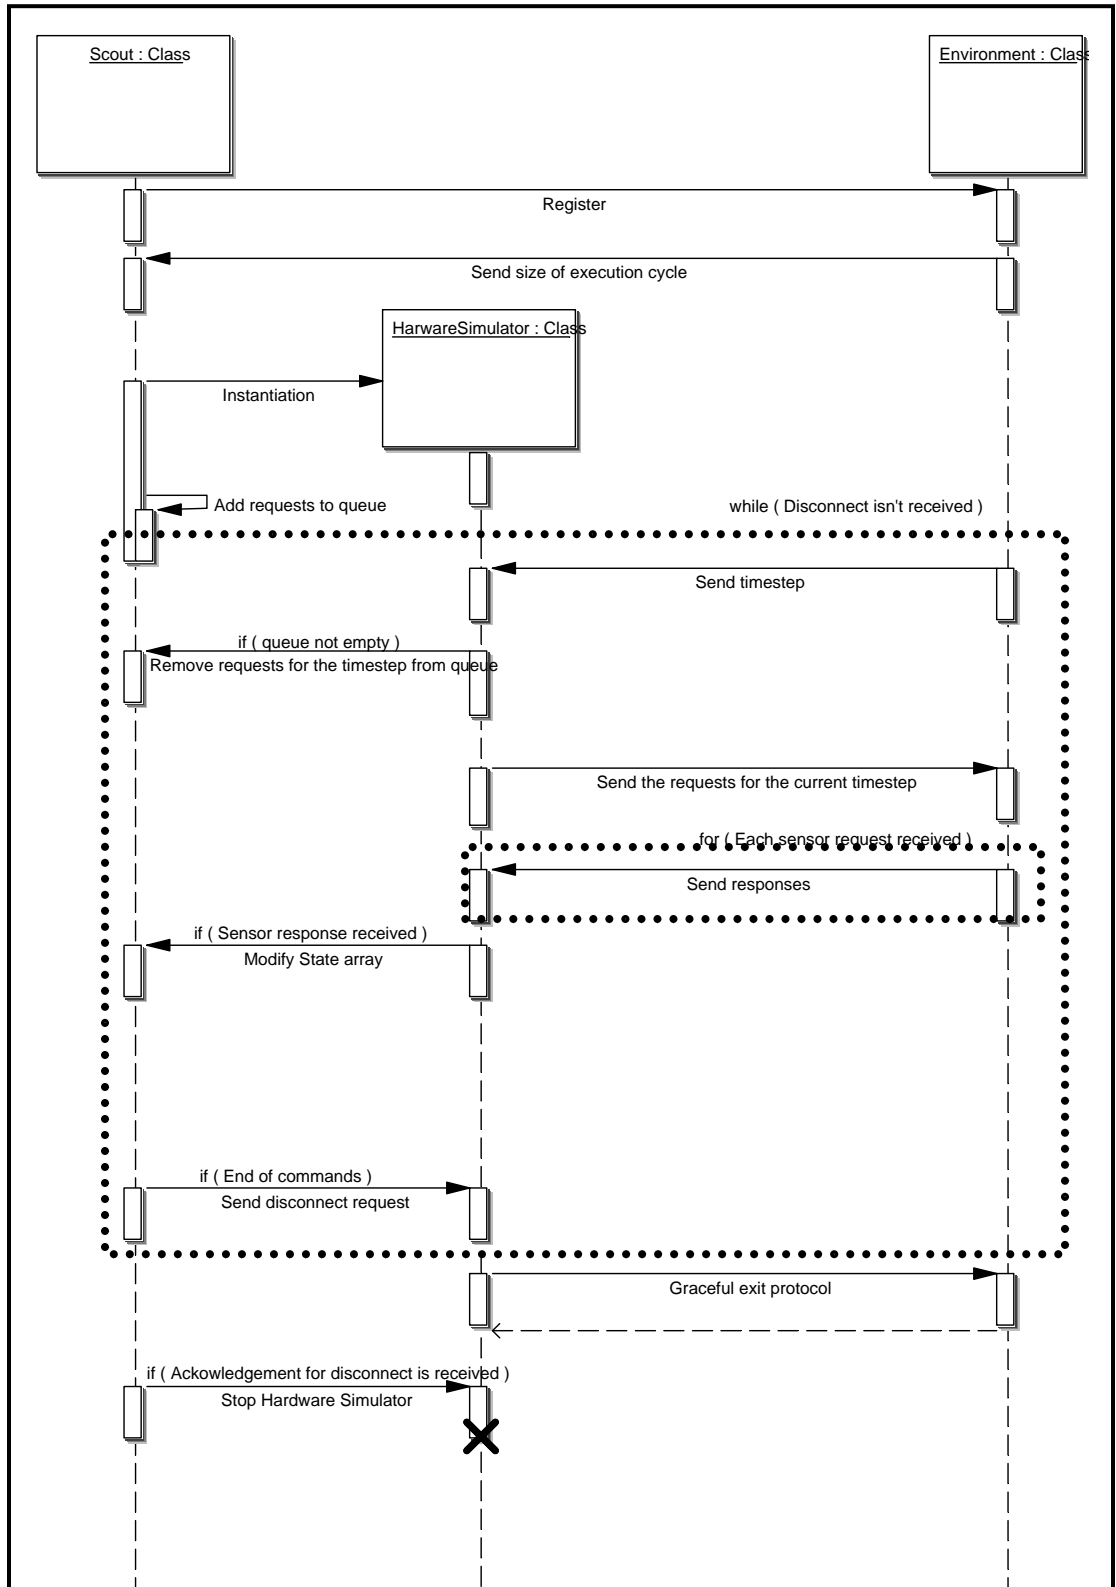 Scout : Class
Environment : Class
Register
Send size of execution cycle
HarwareSimulator : Class
Instantiation
Add requests to queue
while ( Disconnect isn't received )
Send timestep
if ( queue not empty )
Remove requests for the timestep from queue
Send the requests for the current timestep
for ( Each sensor request received )
Send responses
if ( Sensor response received )
Modify State array
if ( End of commands )
Send disconnect request
Graceful exit protocol
if ( Ackowledgement for disconnect is received )
Stop Hardware Simulator